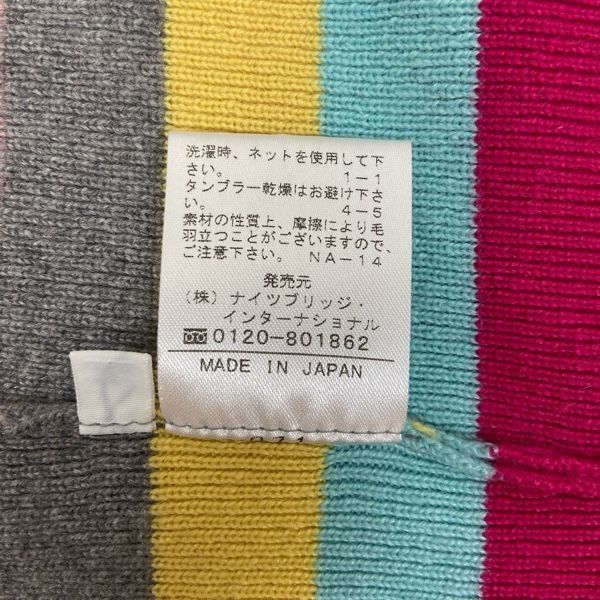 洗濯時、ネットを使用して下
さい。 1-1
タンブラー乾燥はお避け下さ
い。 4-5
素材の性質上、摩擦により毛
羽立つことがございますので、
ご注意下さい。 NA-14
発売元
(株)ナイツブリッジ・
インターナショナル
0120-801862
MADE IN JAPAN